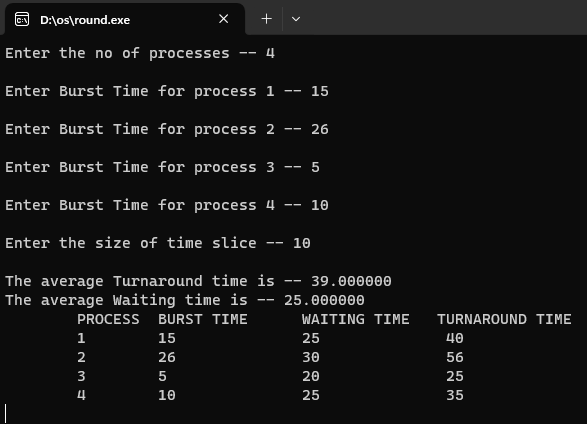 D:\os\round.exe
Enter the no of processes -- 4
Enter Burst Time for process 1 -- 15
Enter Burst Time for process 2 -- 26
Enter Burst Time for process 3 -- 5
Enter Burst Time for process 4 -- 10
Enter the size of time slice -- 10
The average Turnaround time is -- 39.000000
The average Waiting time is -- 25.000000
PROCESS BURST TIME WAITING TIME TURNAROUND TIME
1 15 25 40
2 26 30 56
3 5 20 25
4 10 25 35